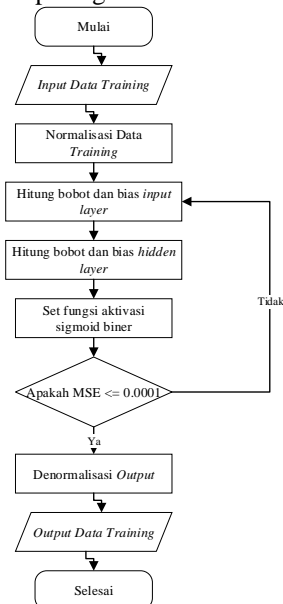 Mulai
Input Data Training
Normalisasi Data
Training
Hitung bobot dan bias input
layer
Hitung bobot dan bias hidden
layer
Set fungsi aktivasi
sigmoid biner
Tidak
Apakah MSE <= 0.0001
Ya
Denormalisasi Output
Output Data Training
Selesai